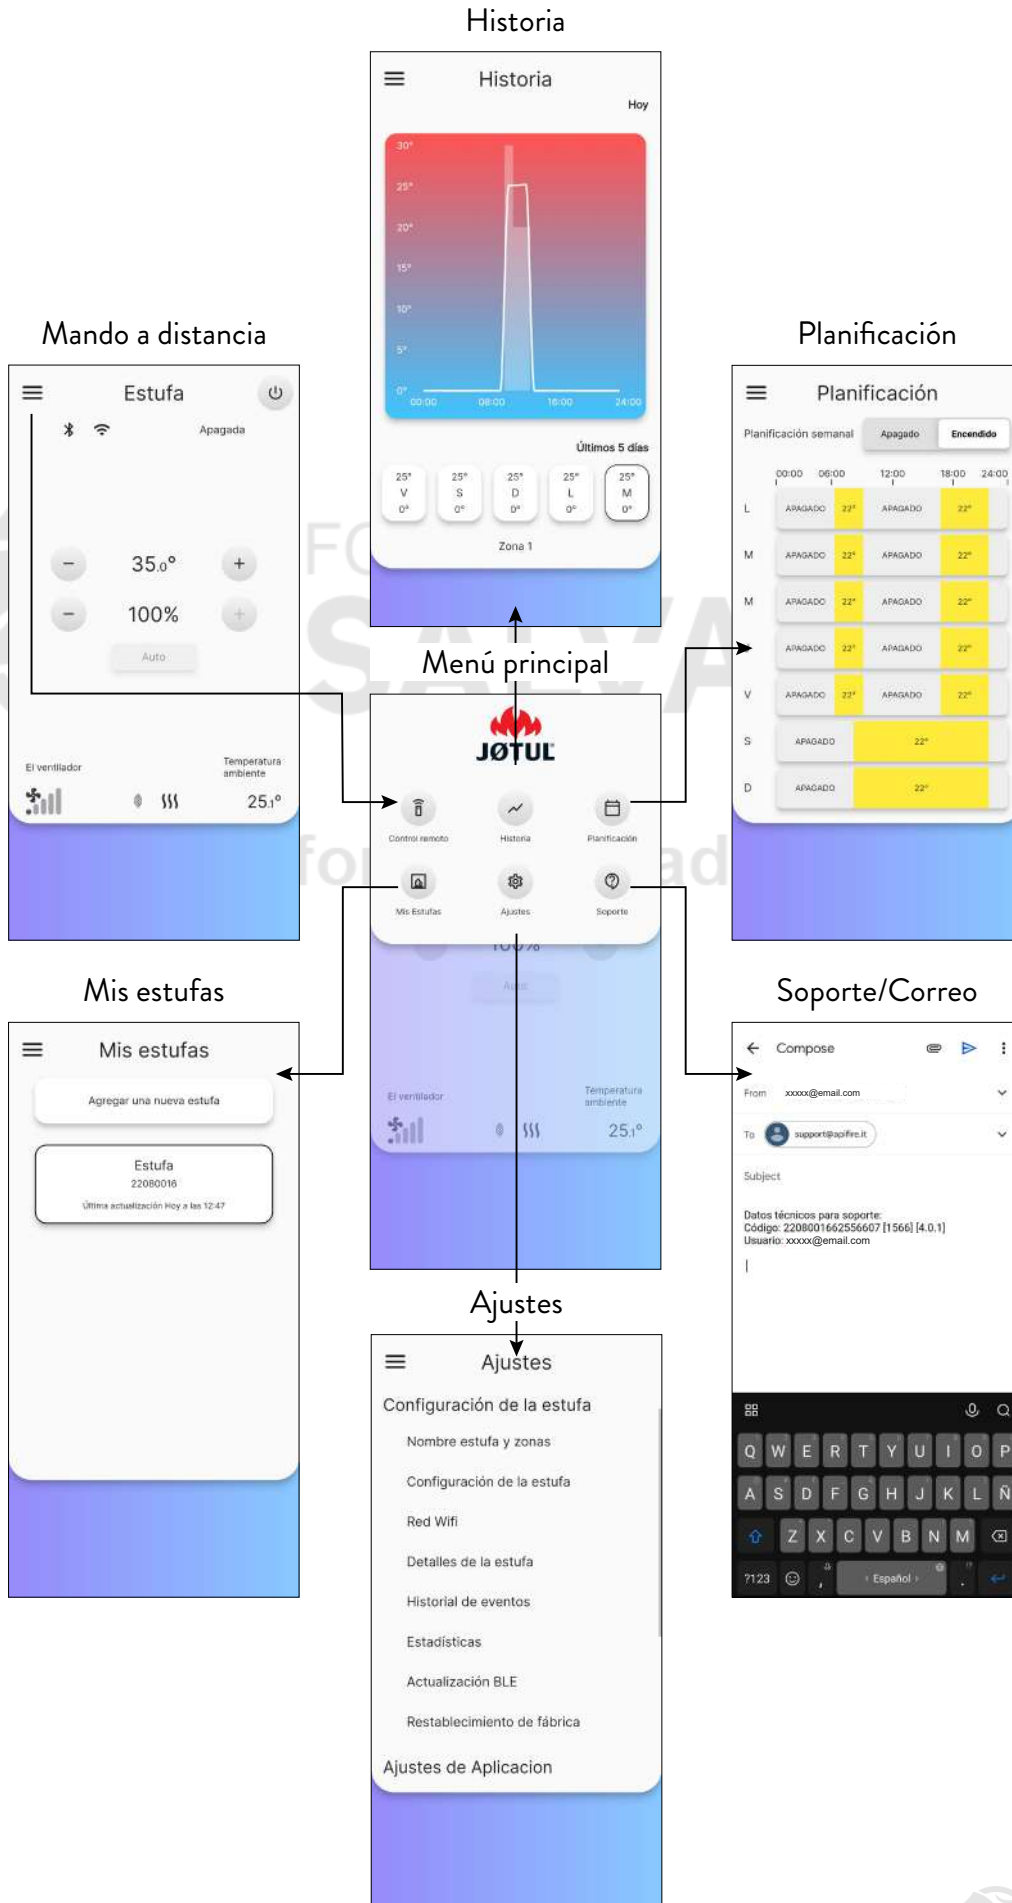 Historia
Historia
Hoy
30°
25°
20°
15°
10°
5°
0°
00:00 08:00 16:00 24:00
Últimos 5 días
25° 25° 25° 25° 25°
V S D L M
0° 0° 0° 0° 0°
Zona 1
Mando a distancia
Estufa
Apagada
35.0°
100%
Auto
El ventilador
Temperatura
ambiente
25.1°
Planificación
Planificación
Planificación semanal Apagado Encendido
00:00 06:00 12:00 18:00 24:00
L APAGADO 22° APAGADO 22°
M APAGADO 22° APAGADO 22°
M APAGADO 22° APAGADO 22°
APAGADO 22° APAGADO 22°
V APAGADO 22° APAGADO 22°
S APAGADO 22°
D APAGADO 22°
Menú principal
JØTUL
Control remoto Historia Planificación
Mis Estufas Ajustes Soporte
100%
Auto
El ventilador
Temperatura
ambiente
25.1°
Mis estufas
Mis estufas
Agregar una nueva estufa
Estufa
22080016
Última actualización Hoy a las 12:47
Soporte/Correo
Compose
From xxxxx@email.com
To support@apifire.it
Subject
Datos técnicos para soporte:
Código: 2208001662556607 [1566] [4.0.1]
Usuario: xxxxx@email.com
Q W E R T Y U I O P
A S D F G H J K L Ñ
Z X C V B N M
?123 , Español .
Ajustes
Ajustes
Configuración de la estufa
Nombre estufa y zonas
Configuración de la estufa
Red Wifi
Detalles de la estufa
Historial de eventos
Estadísticas
Actualización BLE
Restablecimiento de fábrica
Ajustes de Aplicacion